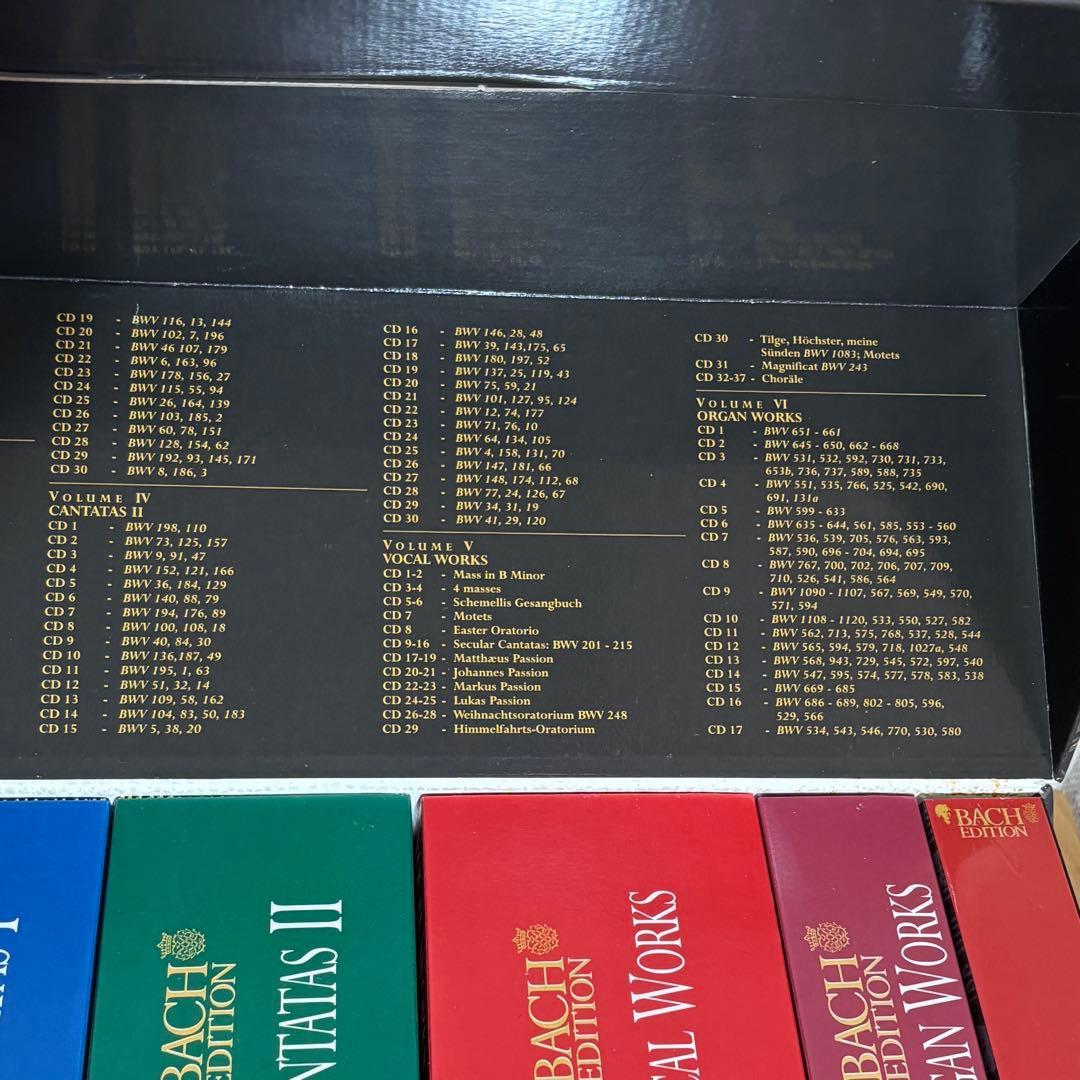 CD 19 - BWV 116, 13, 144
CD 20 - BWV 102, 7, 196
CD 21 - BWV 46 107, 179
CD 22 - BWV 6, 163, 96
CD 23 - BWV 178, 156, 27
CD 24 - BWV 115, 55, 94
CD 25 - BWV 26, 164, 139
CD 26 - BWV 103, 185, 2
CD 27 - BWV 60, 78, 151
CD 28 - BWV 128, 154, 62
CD 29 - BWV 192, 93, 145, 171
CD 30 - BWV 8, 186, 3
VOLUME IV
CANTATAS II
CD 1 - BWV 198, 110
CD 2 - BWV 73, 125, 157
CD 3 - BWV 9, 91, 47
CD 4 - BWV 152, 121, 166
CD 5 - BWV 36, 184, 129
CD 6 - BWV 140, 88, 79
CD 7 - BWV 194, 176, 89
CD 8 - BWV 100, 108, 18
CD 9 - BWV 40, 84, 30
CD 10 - BWV 136,187, 49
CD 11 - BWV 195, 1, 63
CD 12 - BWV 51, 32, 14
CD 13 - BWV 109, 58, 162
CD 14 - BWV 104, 83, 50, 183
CD 15 - BWV 5, 38, 20
CD 16 - BWV 146, 28, 48
CD 17 - BWV 39, 143,175, 65
CD 18 - BWV 180, 197, 52
CD 19 - BWV 137, 25, 119, 43
CD 20 - BWV 75, 59, 21
CD 21 - BWV 101, 127, 95, 124
CD 22 - BWV 12, 74, 177
CD 23 - BWV 71, 76, 10
CD 24 - BWV 64, 134, 105
CD 25 - BWV 4, 158, 131, 70
CD 26 - BWV 147, 181, 66
CD 27 - BWV 148, 174, 112, 68
CD 28 - BWV 77, 24, 126, 67
CD 29 - BWV 34, 31, 19
CD 30 - BWV 41, 29, 120
VOLUME V
VOCAL WORKS
CD 1-2 - Mass in B Minor
CD 3-4 - 4 masses
CD 5-6 - Schemellis Gesangbuch
CD 7 - Motets
CD 8 - Easter Oratorio
CD 9-16 - Secular Cantatas: BWV 201 - 215
CD 17-19 - Matthæus Passion
CD 20-21 - Johannes Passion
CD 22-23 - Markus Passion
CD 24-25 - Lukas Passion
CD 26-28 - Weihnachtsoratorium BWV 248
CD 29 - Himmelfahrts-Oratorium
CD 30 - Tilge, Höchster, meine
Sünden BWV 1083; Motets
CD 31 - Magnificat BWV 243
CD 32-37 - Choräle
VOLUME VI
ORGAN WORKS
CD 1 - BWV 651 - 661
CD 2 - BWV 645 - 650, 662 - 668
CD 3 - BWV 531, 532, 592, 730, 731, 733,
653b, 736, 737, 589, 588, 735
CD 4 - BWV 551, 535, 766, 525, 542, 690,
691, 131a
CD 5 - BWV 599 - 633
CD 6 - BWV 635 - 644, 561, 585, 553 - 560
CD 7 - BWV 536, 539, 705, 576, 563, 593,
587, 590, 696 - 704, 694, 695
CD 8 - BWV 767, 700, 702, 706, 707, 709,
710, 526, 541, 586, 564
CD 9 - BWV 1090 - 1107, 567, 569, 549, 570,
571, 594
CD 10 - BWV 1108 - 1120, 533, 550, 527, 582
CD 11 - BWV 562, 713, 575, 768, 537, 528, 544
CD 12 - BWV 565, 594, 579, 718, 1027a, 548
CD 13 - BWV 568, 943, 729, 545, 572, 597, 540
CD 14 - BWV 547, 595, 574, 577, 578, 583, 538
CD 15 - BWV 669 - 685
CD 16 - BWV 686 - 689, 802 - 805, 596,
529, 566
CD 17 - BWV 534, 543, 546, 770, 530, 580
BACH
EDITION
NTATAS II
BACH
EDITION
CAL WORKS
BACH
EDITION
GAN WORKS
BACH
EDITION